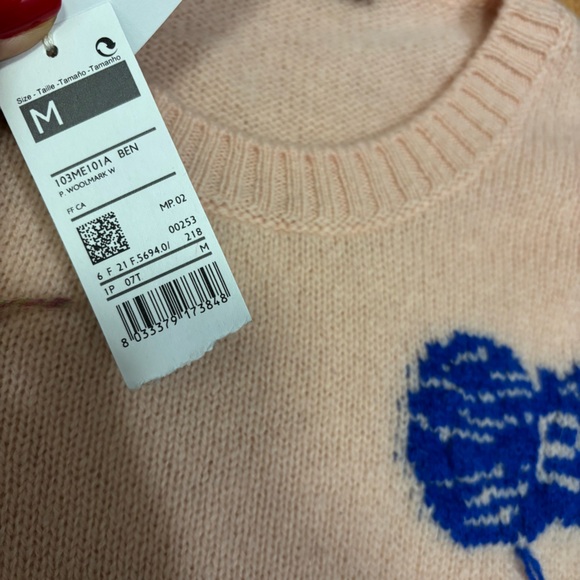 Size - Taille - Tamaño - Tamanho
M
103ME101A BEN
P. WOOLMARK W
FF CA
MP.02
00253
6 F 21 F.5694.0/ 21B
1P 07T M
8 033379 173848
B